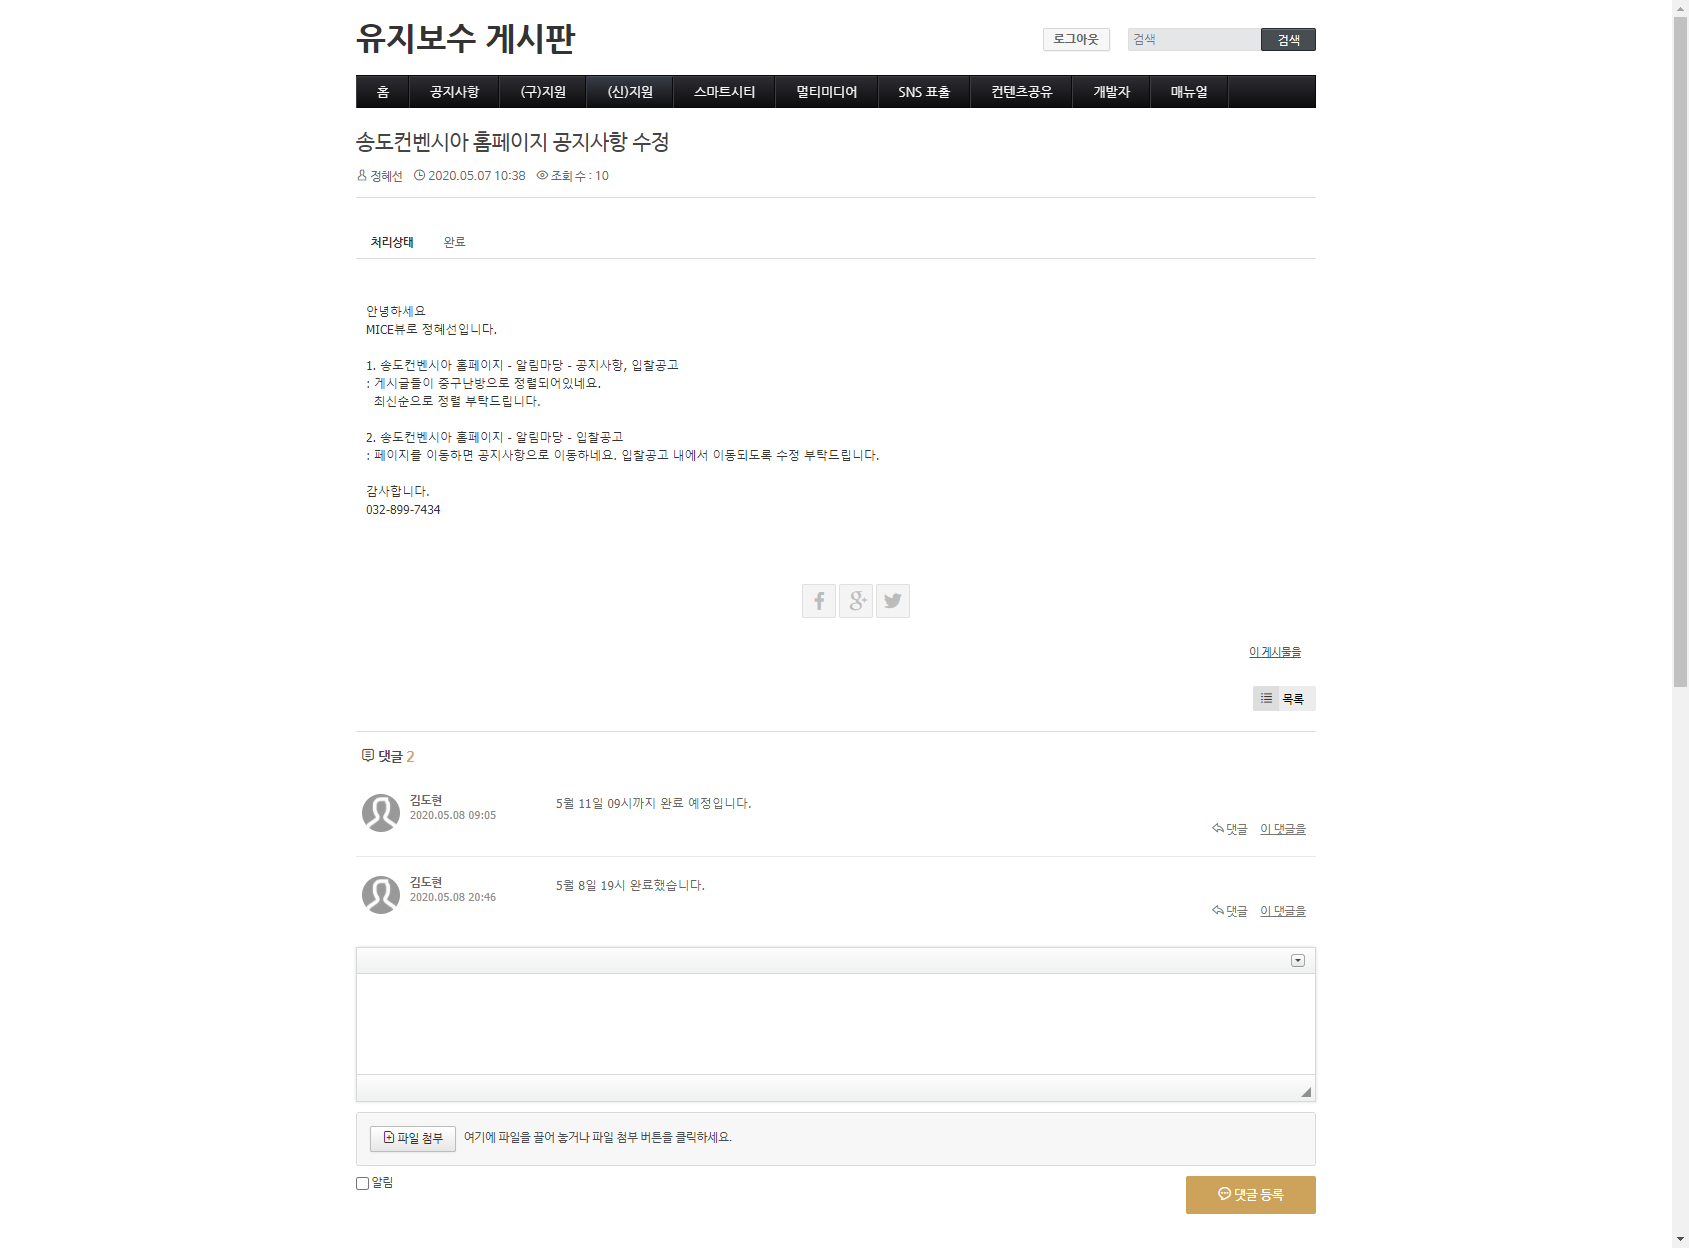 유지보수 게시판
로그아웃 검색 검색
홈 공지사항 (구)지원 (신)지원 스마트시티 멀티미디어 SNS 표출 컨텐츠공유 개발자 매뉴얼
송도컨벤시아 홈페이지 공지사항 수정
정혜선 2020.05.07 10:38 조회 수 : 10
처리상태 완료
안녕하세요
MICE뷰로 정혜선입니다.
1. 송도컨벤시아 홈페이지 - 알림마당 - 공지사항, 입찰공고
: 게시글들이 중구난방으로 정렬되어있네요.
최신순으로 정렬 부탁드립니다.
2. 송도컨벤시아 홈페이지 - 알림마당 - 입찰공고
: 페이지를 이동하면 공지사항으로 이동하네요. 입찰공고 내에서 이동되도록 수정 부탁드립니다.
감사합니다.
032-899-7434
이 게시물을
목록
댓글 2
김도현
2020.05.08 09:05
5월 11일 09시까지 완료 예정입니다.
댓글 이 댓글을
김도현
2020.05.08 20:46
5월 8일 19시 완료했습니다.
댓글 이 댓글을
파일 첨부 여기에 파일을 끌어 놓거나 파일 첨부 버튼을 클릭하세요.
알림
댓글 등록